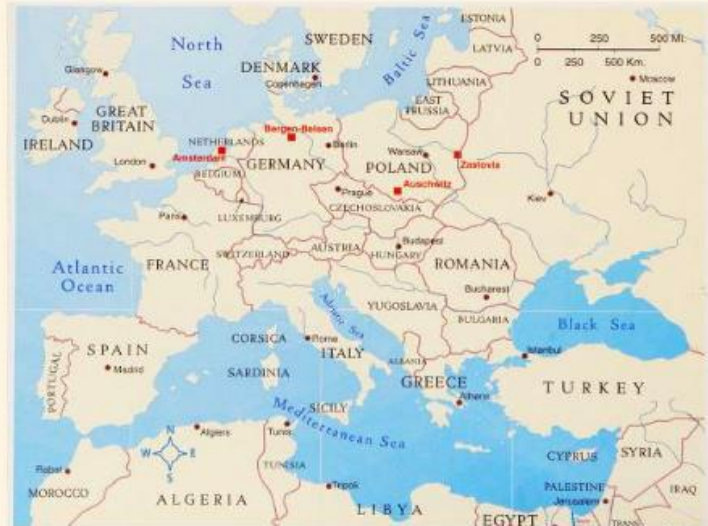 ESTONIA
North
Sea
SWEDEN
Baltic Sea
LATVIA
0 250 500 Mi.
0 250 500 Km.
Glasgow
DENMARK
Copenhagen
LITHUANIA
Moscow
EAST
PRUSSIA
SOVIET
UNION
Dublin
GREAT
BRITAIN
IRELAND
NETHERLANDS
Bergen-Belsen
Berlin
Amsterdam
London
GERMANY
Warsaw
POLAND
Zaslovia
BELGIUM
Auschwitz
Prague
Kiev
LUXEMBURG
CZECHOSLOVAKIA
Paris
Atlantic
Ocean
FRANCE
SWITZERLAND
AUSTRIA
Budapest
HUNGARY
ROMANIA
Bucharest
Adriatic Sea
YUGOSLAVIA
BULGARIA
Black Sea
PORTUGAL
SPAIN
Madrid
CORSICA
Rome
ITALY
SARDINIA
ALBANIA
GREECE
Athens
Istanbul
TURKEY
SICILY
Mediterranean Sea
N
W E
S
Algiers
Tunis
TUNISIA
Rabat
MOROCCO
ALGERIA
Tripoli
LIBYA
EGYPT
CYPRUS
SYRIA
PALESTINE
Jerusalem
IRAQ
TRANS